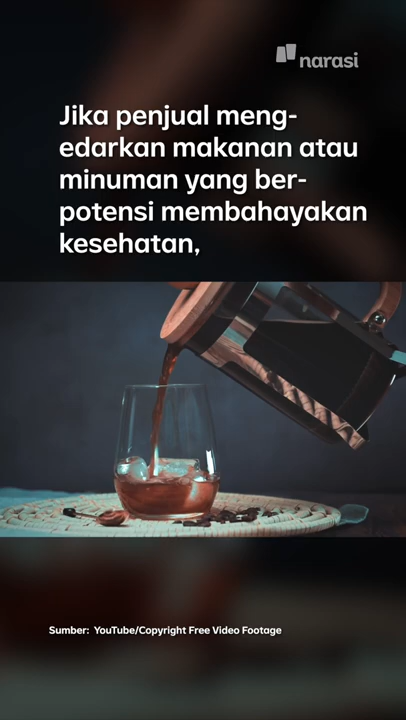 narasi
Jika penjual meng-
edarkan makanan atau
minuman yang ber-
potensi membahayakan
kesehatan,
Sumber: YouTube/Copyright Free Video Footage